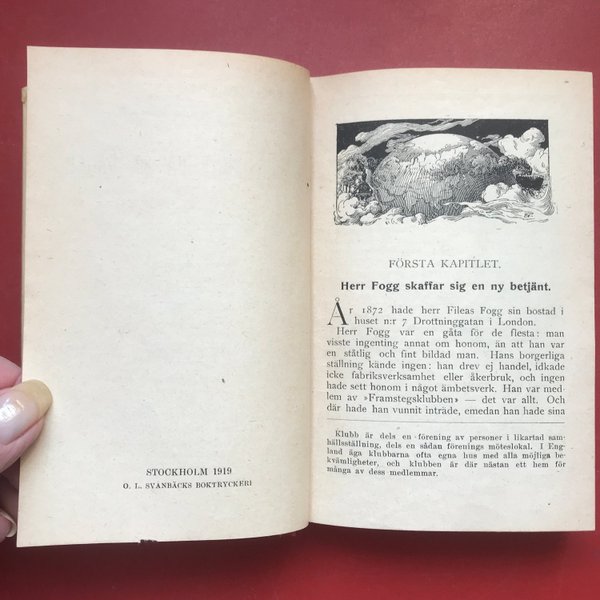 STOCKHOLM 1919
O. L. SVANBÄCKS BOKTRYCKERI
FÖRSTA KAPITLET.
Herr Fogg skaffar sig en ny betjänt.
År 1872 hade herr Fileas Fogg sin bostad i
huset n:r 7 Drottninggatan i London.
Herr Fogg var en gåta för de flesta: man
visste ingenting annat om honom, än att han var
en ståtlig och fint bildad man. Hans borgerliga
ställning kände ingen: han drev ej handel, idkade
icke fabriksverksamhet eller åkerbruk, och ingen
hade sett honom i något ämbetsverk. Han var med-
lem av »Framstegsklubben» — det var allt. Och
där hade han vunnit inträde, emedan han hade sina
Klubb är dels en förening av personer i likartad sam-
hällsställning, dels en sådan förenings möteslokal. I Eng-
land äga klubbarna ofta egna hus med alla möjliga be-
kvämligheter, och klubben är där nästan ett hem för
många av dess medlemmar.